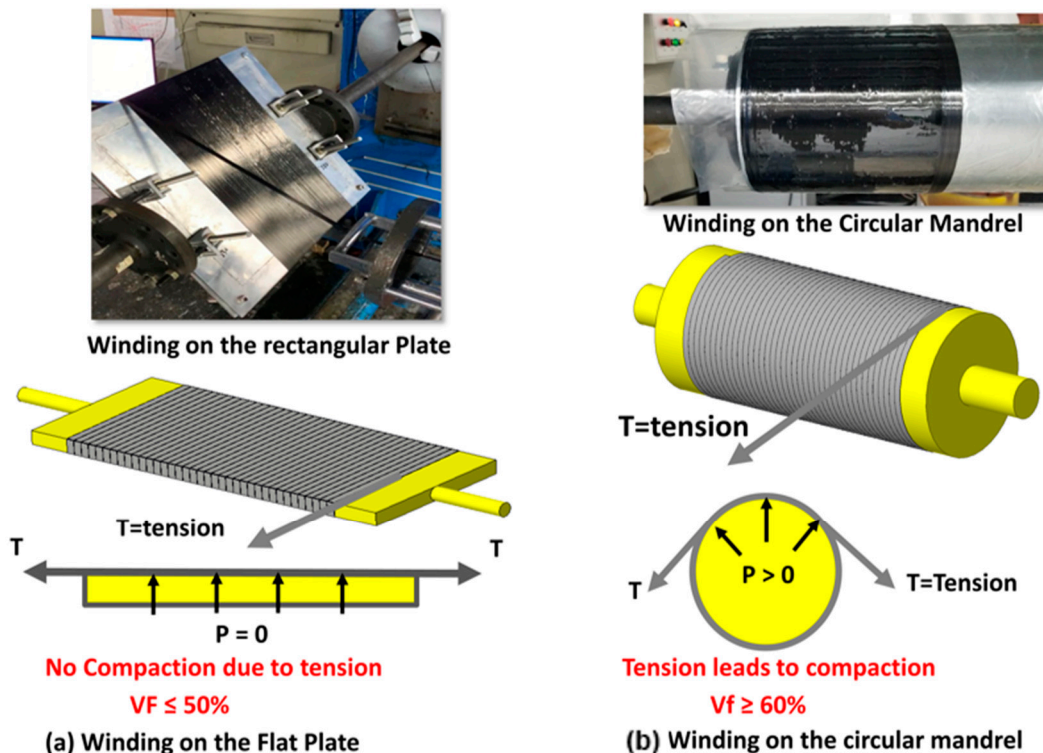 Winding on the rectangular Plate
T=tension
T
T
P = 0
No Compaction due to tension
VF ≤ 50%
(a) Winding on the Flat Plate
Winding on the Circular Mandrel
T=tension
P > 0
T
T=Tension
Tension leads to compaction
Vf ≥ 60%
(b) Winding on the circular mandrel